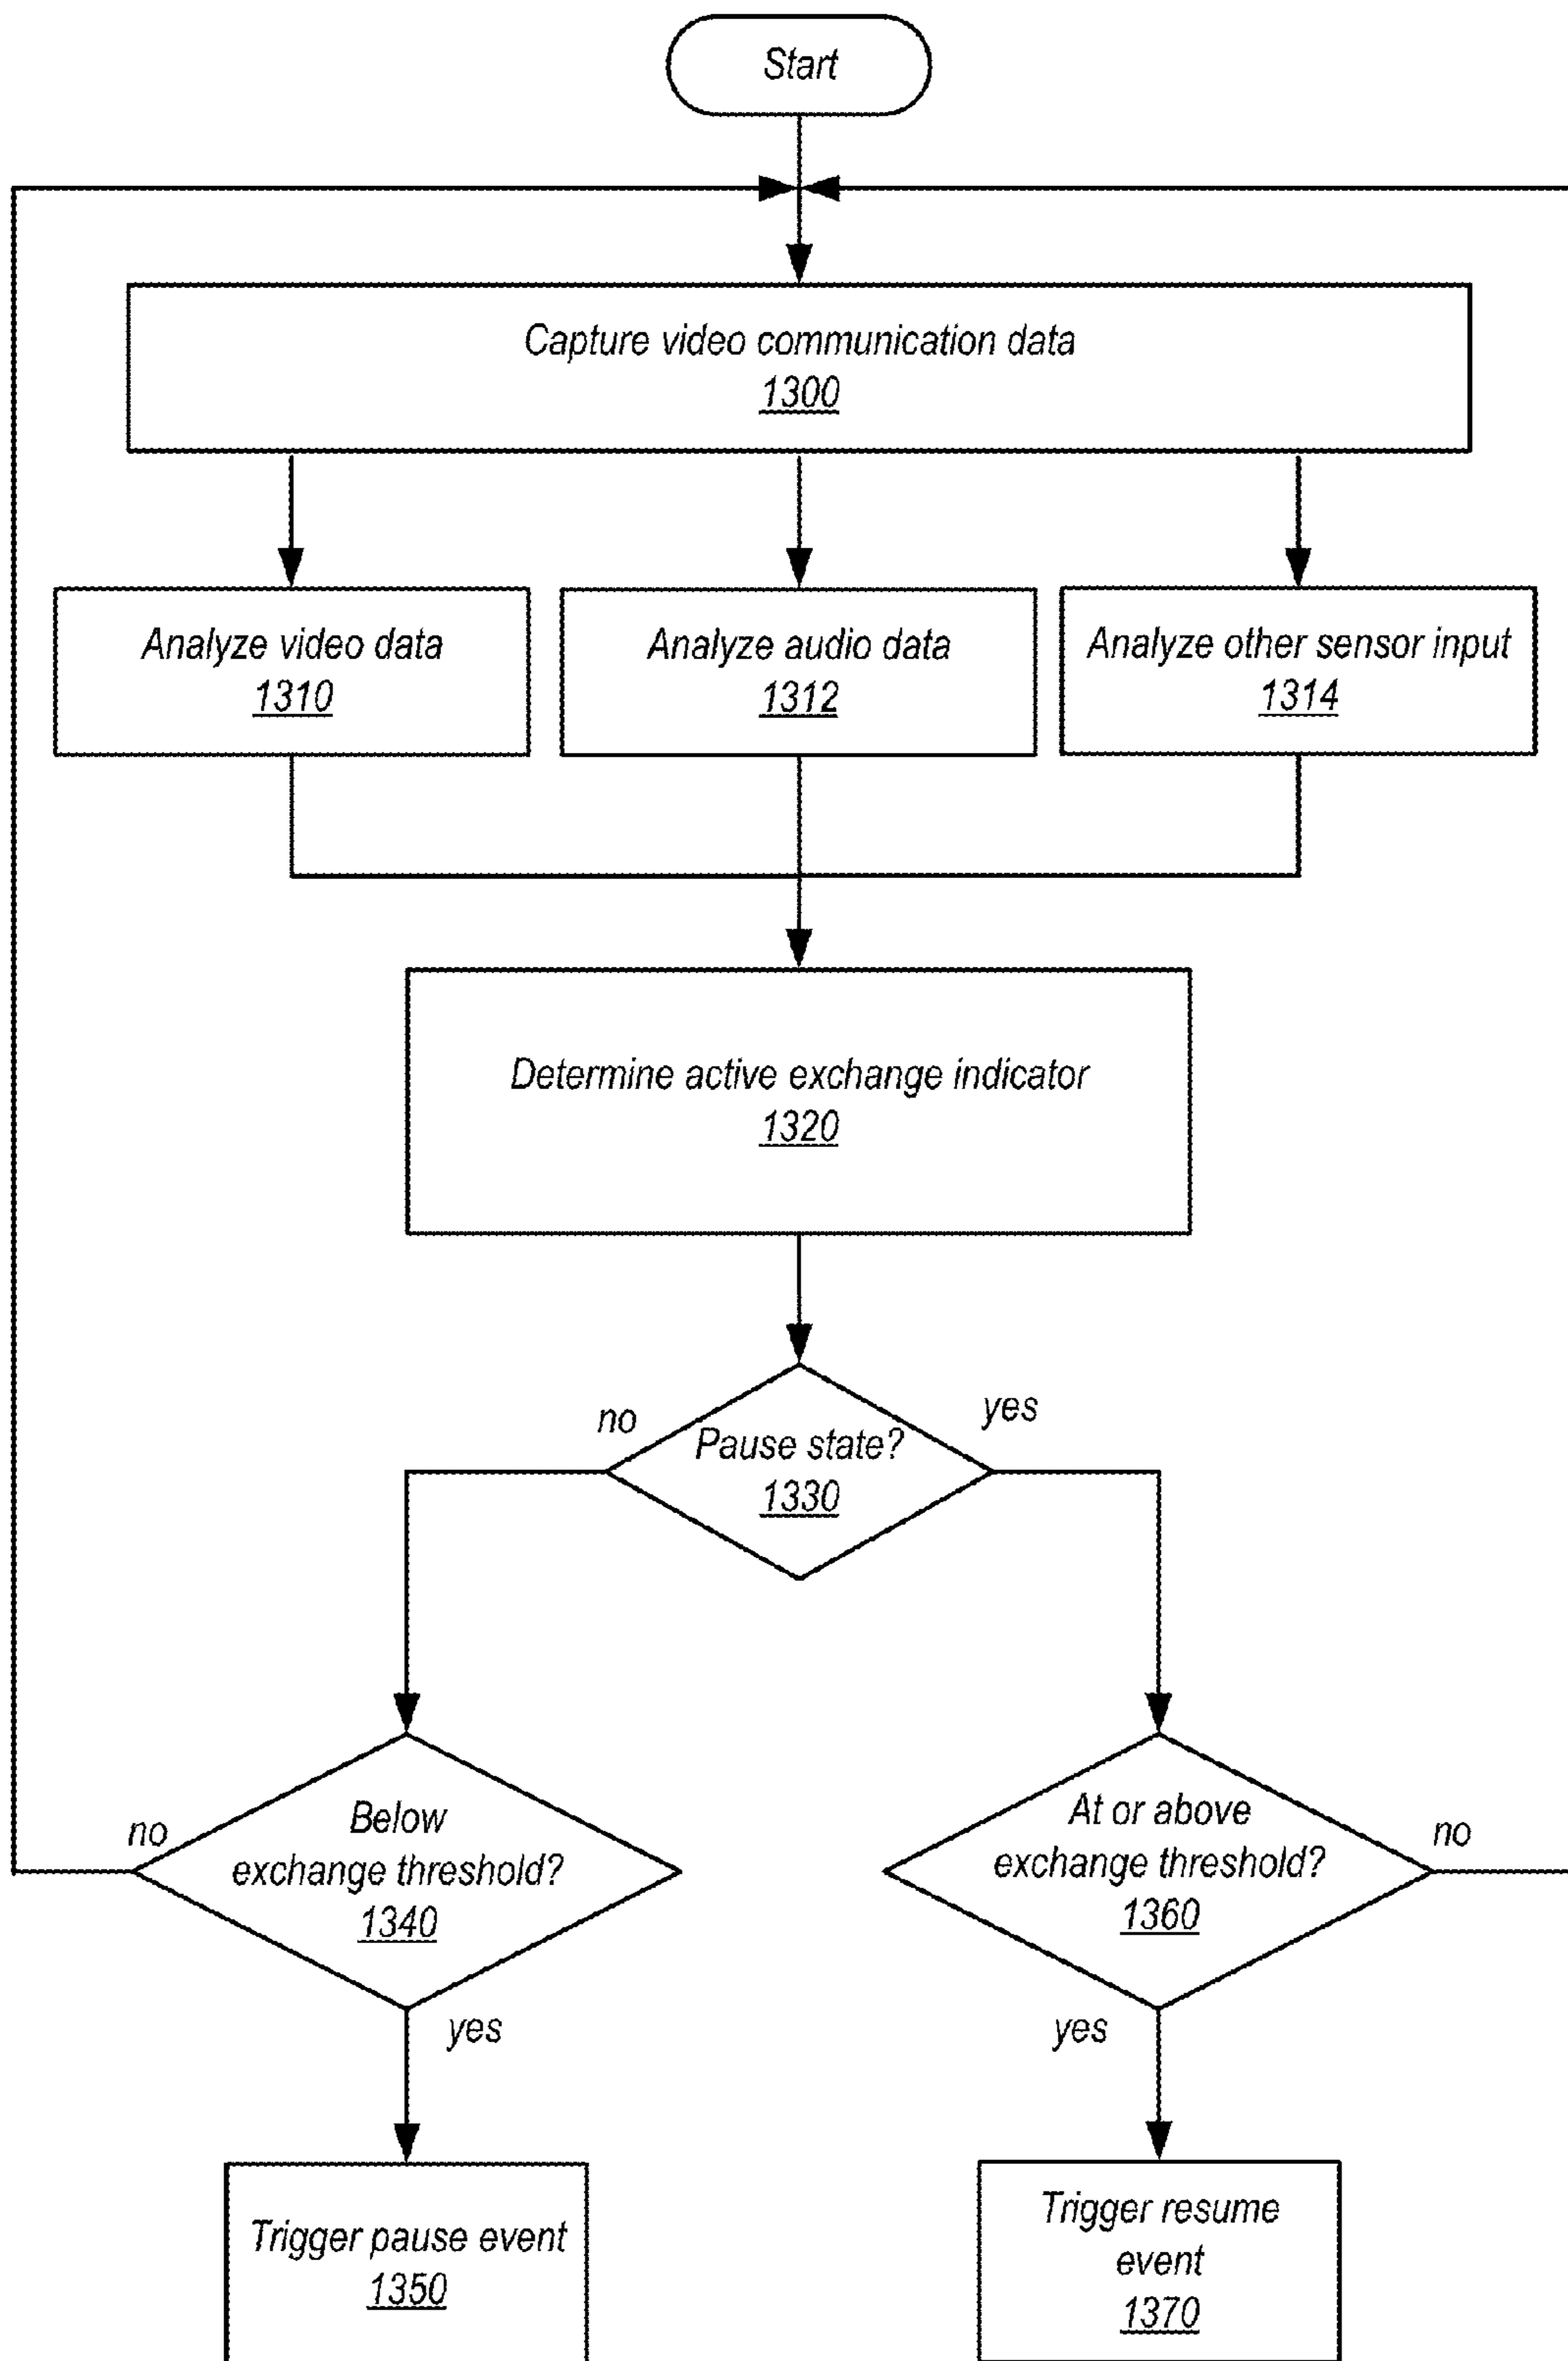 Start
Capture video communication data
1300
Analyze video data
1310
Analyze audio data
1312
Analyze other sensor input
1314
Determine active exchange indicator
1320
no
yes
Pause state?
1330
no
Below
exchange threshold?
1340
yes
At or above
exchange threshold?
1360
no
yes
Trigger pause event
1350
Trigger resume
event
1370